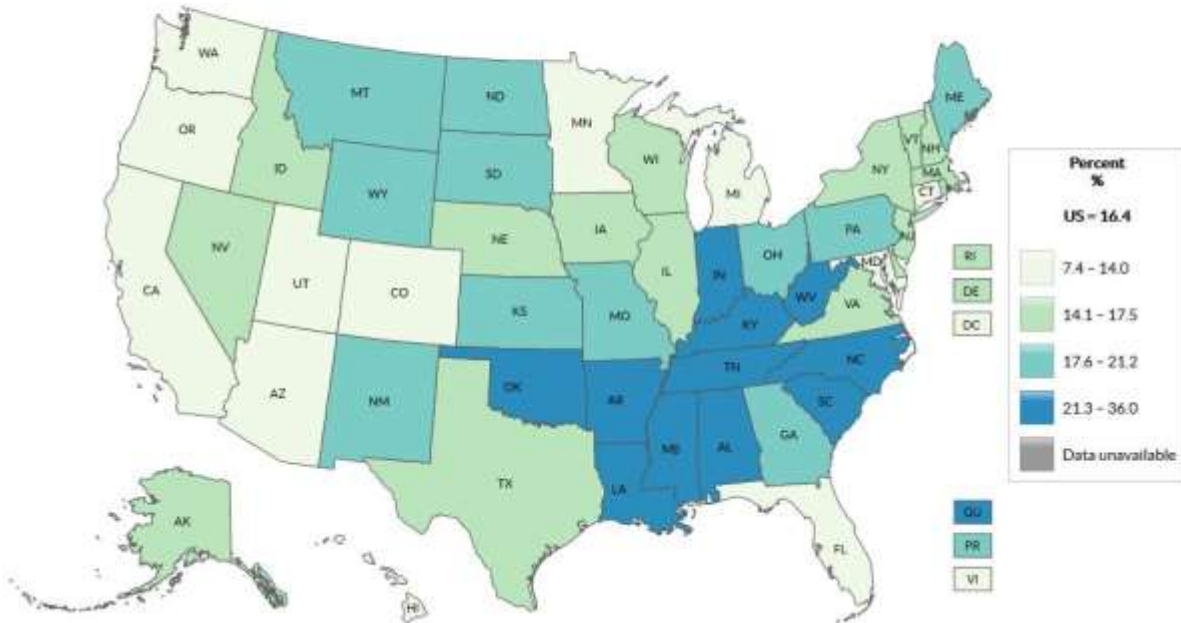 WA
MT
ND
MN
ME
OR
ID
WY
SD
WI
MI
VT
NH
NY
MA
CT
NV
NE
IA
PA
NJ
CA
UT
CO
KS
MO
IL
IN
OH
MD
WV
VA
KY
AZ
NM
OK
AR
TN
NC
SC
TX
LA
MS
AL
GA
FL
AK
HI
RI
DE
DC
GU
PR
VI
Percent
%
US = 16.4
7.4 – 14.0
14.1 – 17.5
17.6 – 21.2
21.3 – 36.0
Data unavailable